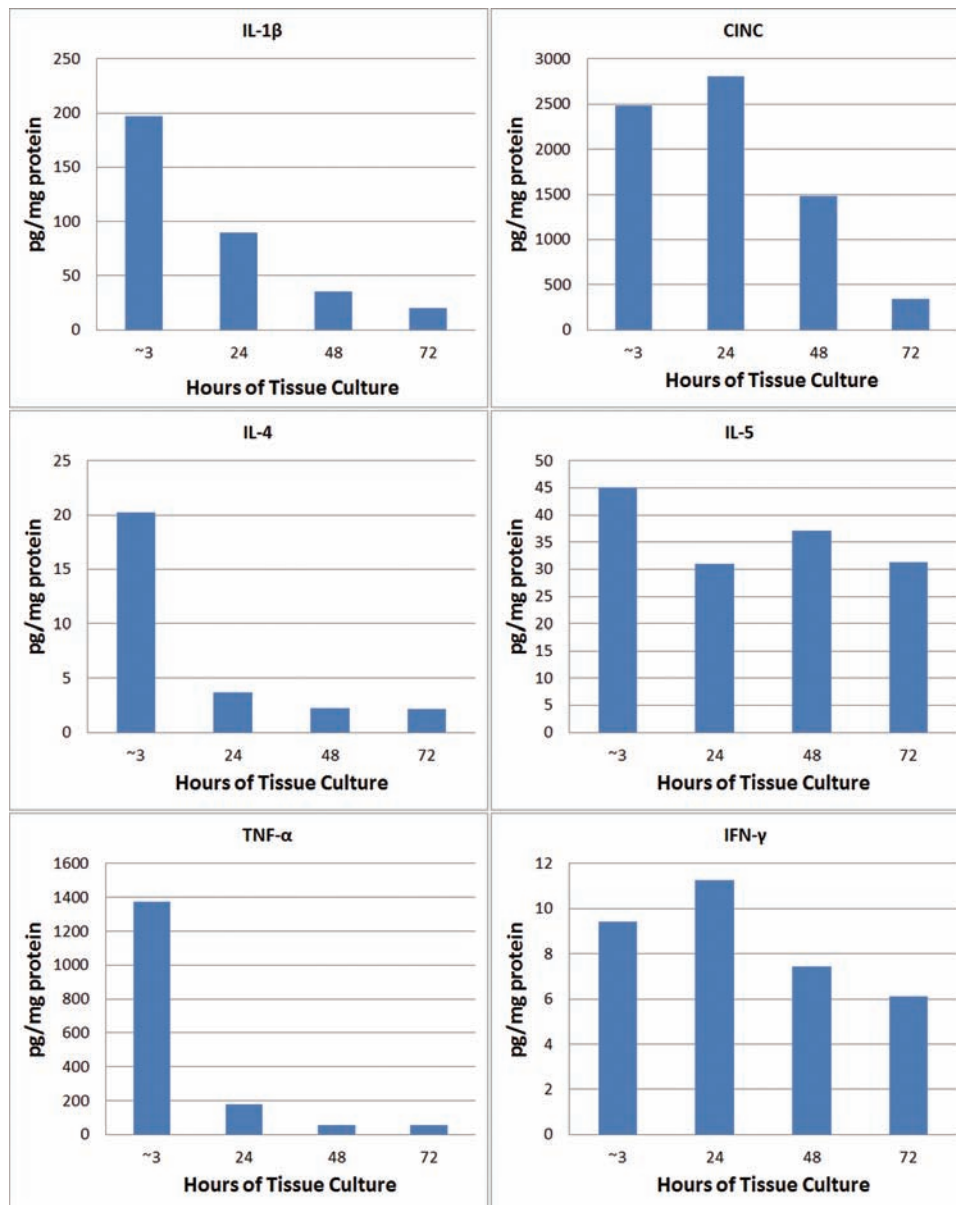 IL-1β
250
200
150
100
50
0
pg/mg protein
~3 24 48 72
Hours of Tissue Culture
CINC
3000
2500
2000
1500
1000
500
0
pg/mg protein
~3 24 48 72
Hours of Tissue Culture
IL-4
25
20
15
10
5
0
pg/mg protein
~3 24 48 72
Hours of Tissue Culture
IL-5
50
45
40
35
30
25
20
15
10
5
0
pg/mg protein
~3 24 48 72
Hours of Tissue Culture
TNF-α
1600
1400
1200
1000
800
600
400
200
0
pg/mg protein
~3 24 48 72
Hours of Tissue Culture
IFN-γ
12
10
8
6
4
2
0
pg/mg protein
~3 24 48 72
Hours of Tissue Culture